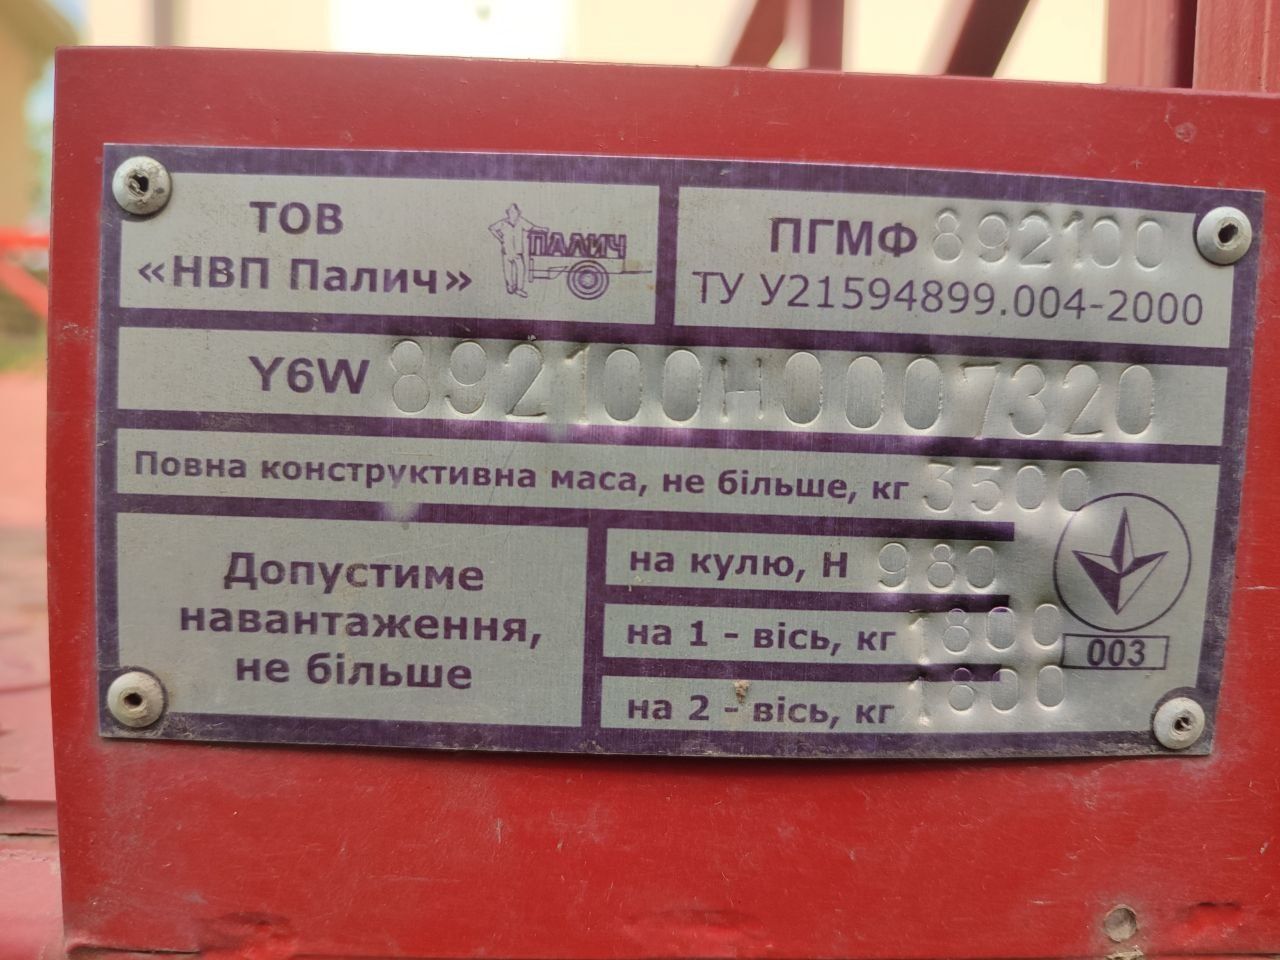 ТОВ
«НВП Палич»
ПАЛИЧ
ПГМФ 892100
ТУ У21594899.004-2000
Y6W 892100H0007320
Повна конструктивна маса, не більше, кг 3500
Допустиме
навантаження,
не більше
на кулю, Н 980
на 1 - вісь, кг 1800
на 2 - вісь, кг 1800
003